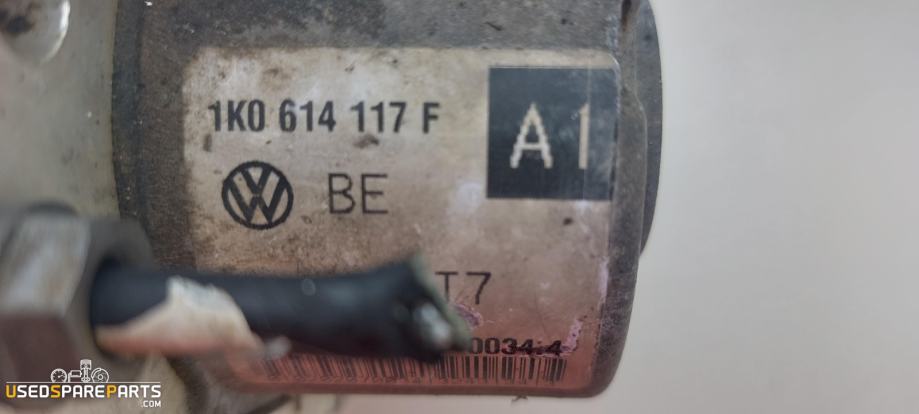 1K0 614 117 F
A1
BE
T7
0034.4
USEDSPAREPARTS
.COM